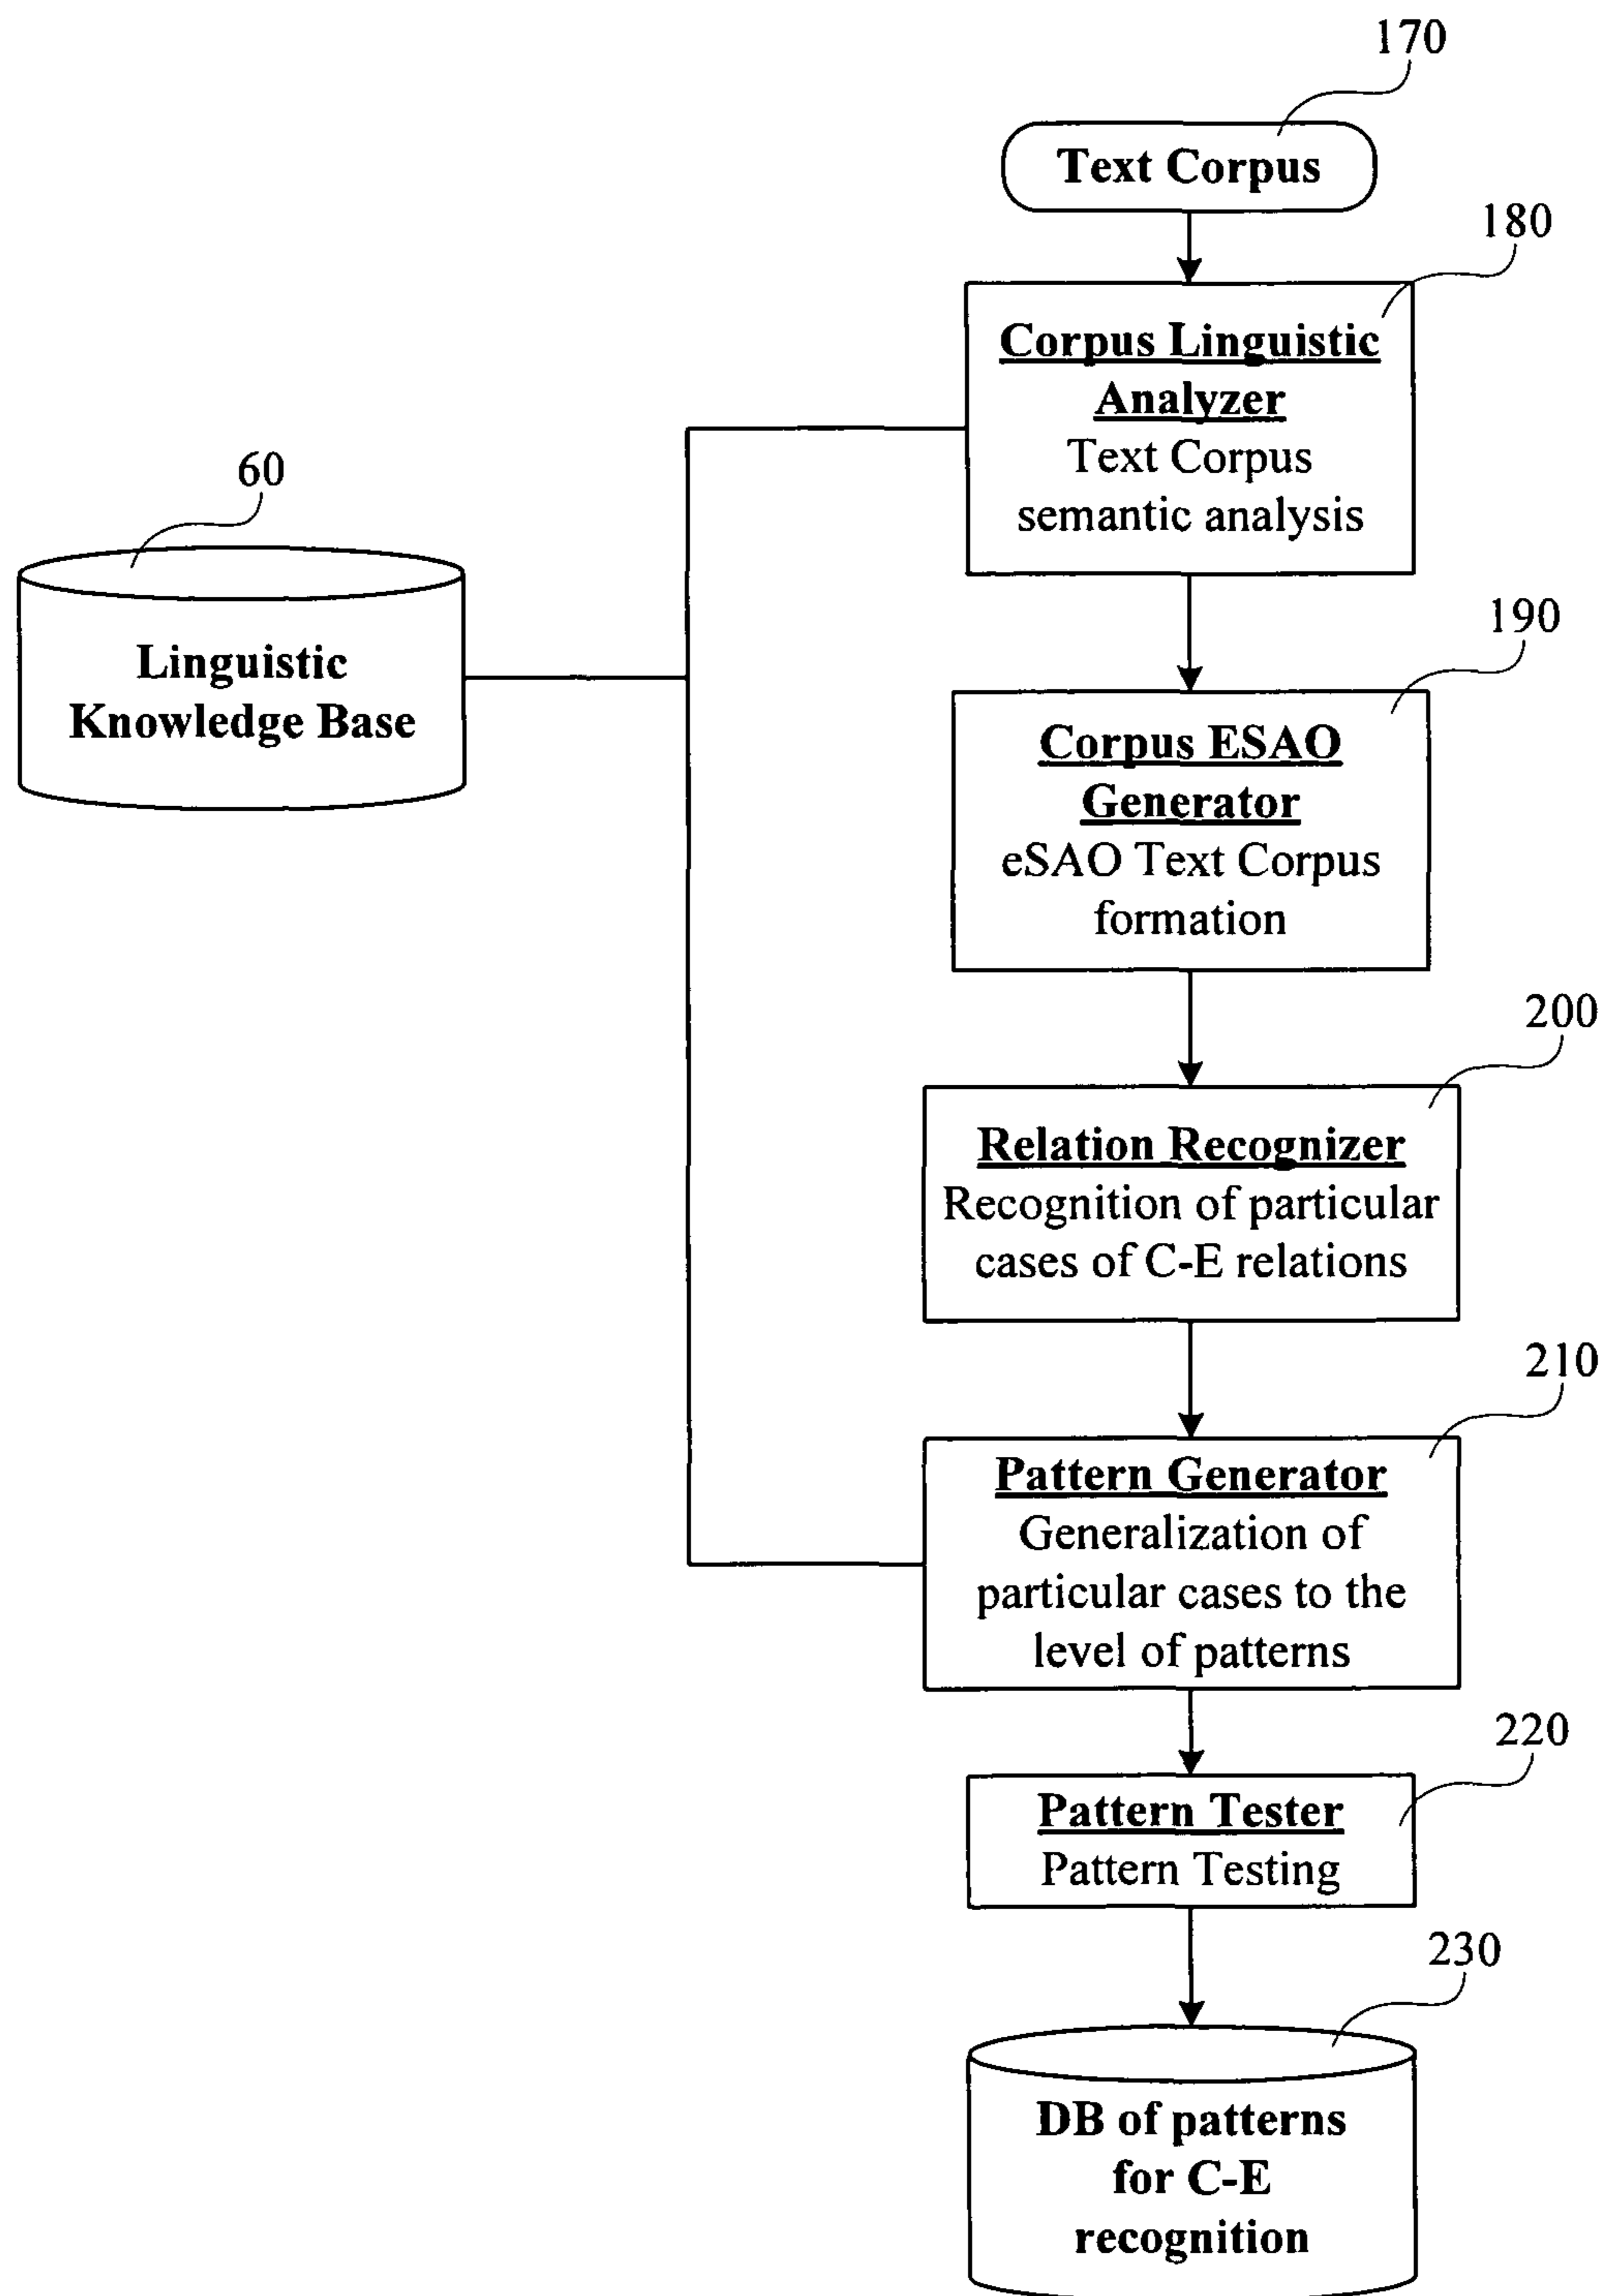 170
Text Corpus
180
Corpus Linguistic
Analyzer
Text Corpus
semantic analysis
60
Linguistic
Knowledge Base
190
Corpus ESAO
Generator
eSAO Text Corpus
formation
200
Relation Recognizer
Recognition of particular
cases of C-E relations
210
Pattern Generator
Generalization of
particular cases to the
level of patterns
220
Pattern Tester
Pattern Testing
230
DB of patterns
for C-E
recognition